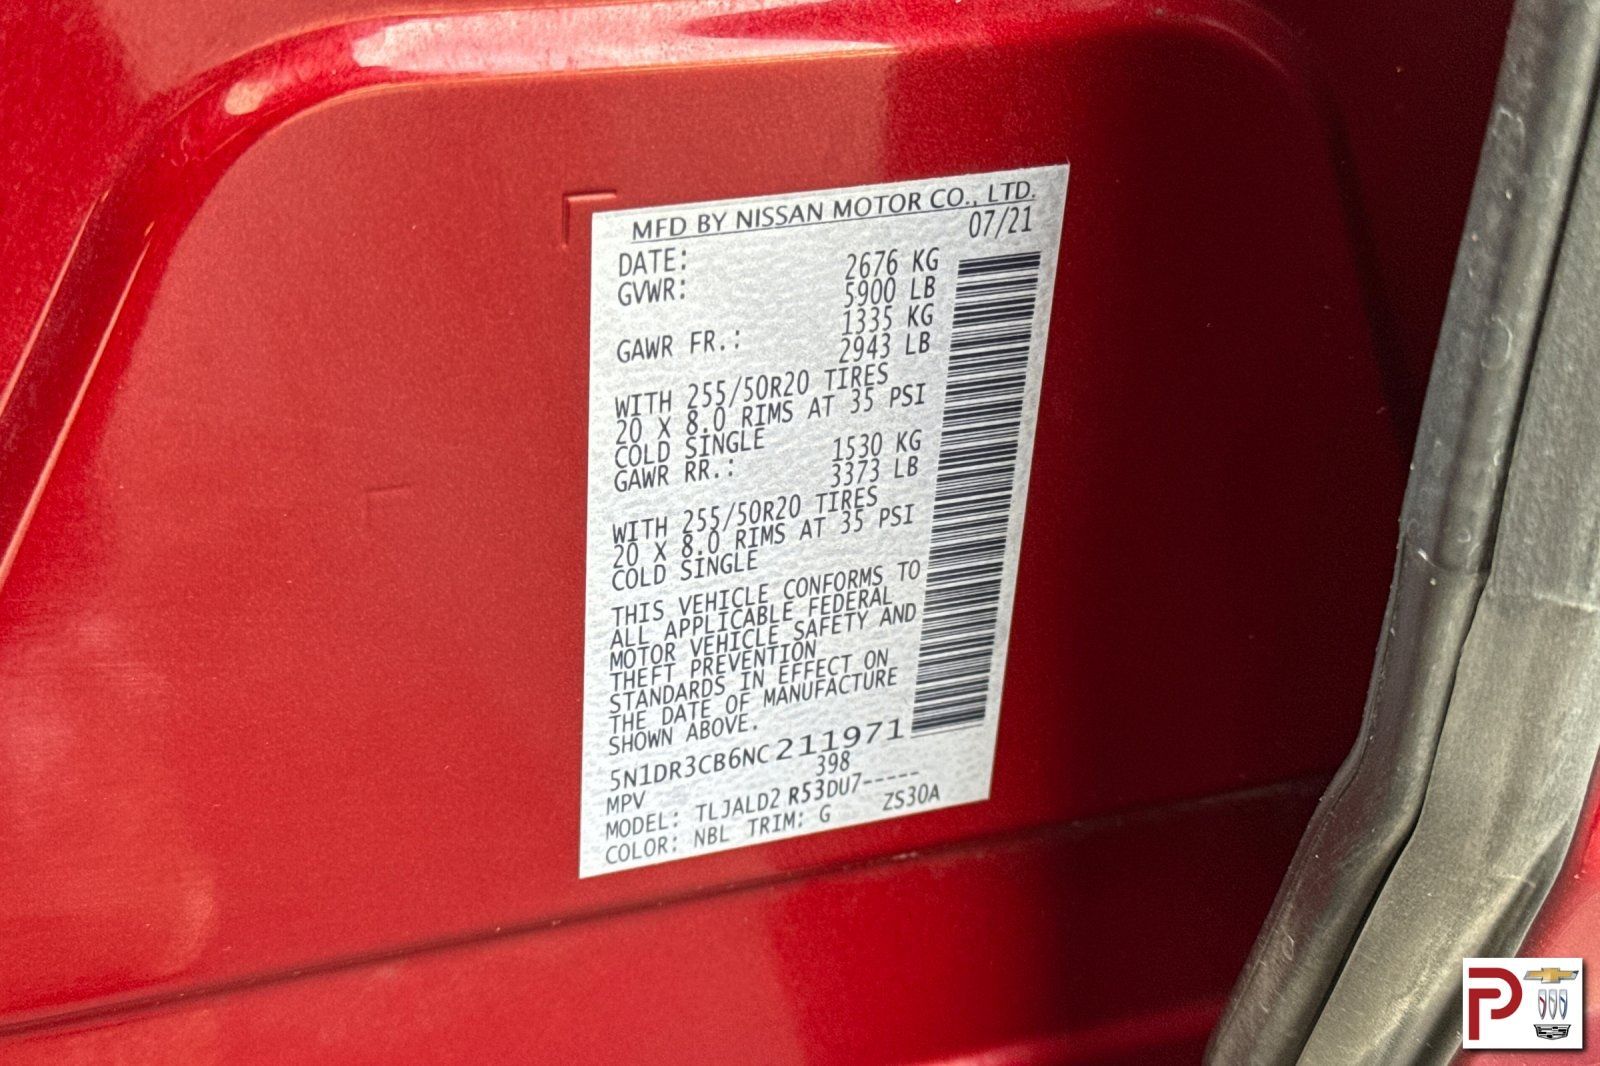 MFD BY NISSAN MOTOR CO., LTD.
DATE: 07/21
GVWR: 2676 KG
5900 LB
GAWR FR.: 1335 KG
2943 LB
WITH 255/50R20 TIRES
20 X 8.0 RIMS AT 35 PSI
COLD SINGLE
GAWR RR.: 1530 KG
3373 LB
WITH 255/50R20 TIRES
20 X 8.0 RIMS AT 35 PSI
COLD SINGLE
THIS VEHICLE CONFORMS TO
ALL APPLICABLE FEDERAL
MOTOR VEHICLE SAFETY AND
THEFT PREVENTION
STANDARDS IN EFFECT ON
THE DATE OF MANUFACTURE
SHOWN ABOVE.
5N1DR3CB6NC211971
MPV 398
MODEL: TLJALD2 R53DU7-----
COLOR: NBL TRIM: G ZS30A
P